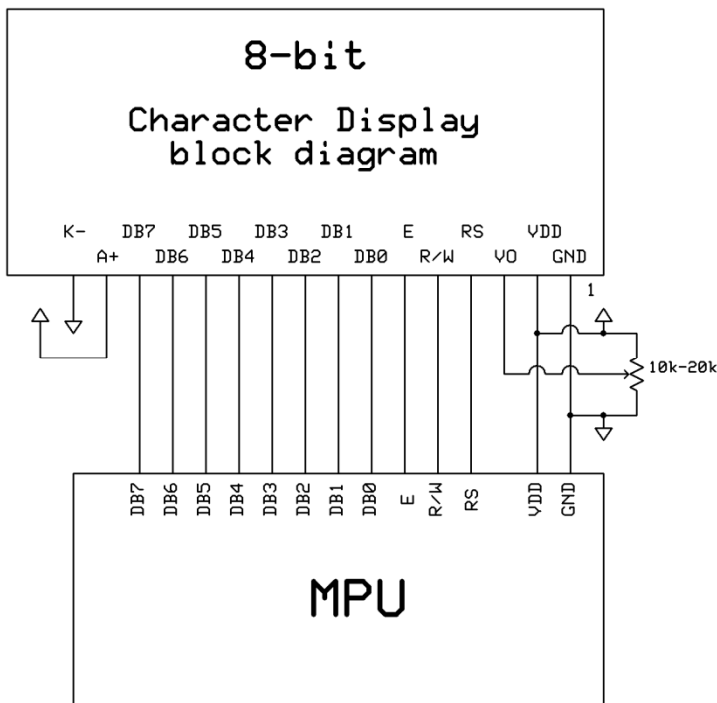 8-bit
Character Display
block diagram
K- DB7 DB5 DB3 DB1 E RS VDD
A+ DB6 DB4 DB2 DB0 R/W VO GND
1
10k-20k
DB7 DB6 DB5 DB4 DB3 DB2 DB1 DB0 E R/W RS VDD GND
MPU